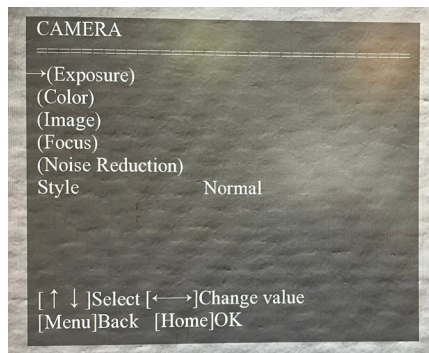 CAMERA
================================================
→(Exposure)
(Color)
(Image)
(Focus)
(Noise Reduction)
Style Normal
[↑ ↓]Select [←→]Change value
[Menu]Back [Home]OK